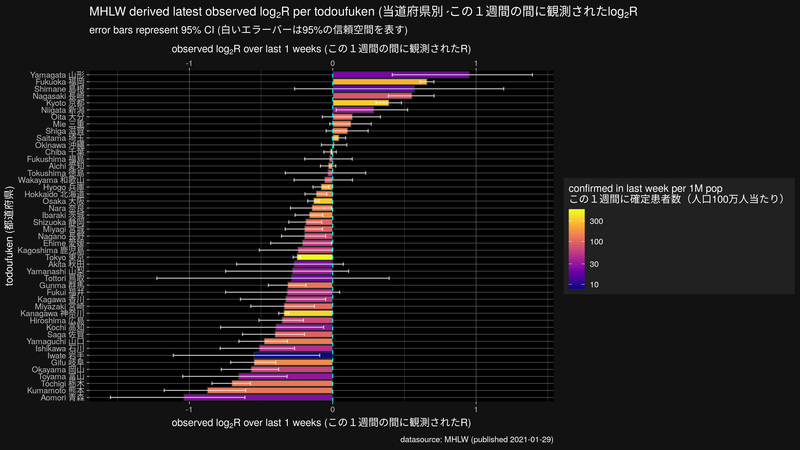 MHLW derived latest observed log₂R per todoufuken (当道府県別 -この１週間の間に観測されたlog₂R
error bars represent 95% CI (白いエラーバーは95%の信頼空間を表す)
observed log₂R over last 1 weeks (この１週間の間に観測されたR)
-1 0 1
todoufuken (都道府県)
Yamagata 山形
Fukuoka 福岡
Shimane 島根
Nagasaki 長崎
Kyoto 京都
Niigata 新潟
Oita 大分
Mie 三重
Shiga 滋賀
Saitama 埼玉
Okinawa 沖縄
Chiba 千葉
Fukushima 福島
Aichi 愛知
Tokushima 徳島
Wakayama 和歌山
Hyogo 兵庫
Hokkaido 北海道
Osaka 大阪
Nara 奈良
Ibaraki 茨城
Shizuoka 静岡
Miyagi 宮城
Nagano 長野
Ehime 愛媛
Kagoshima 鹿児島
Tokyo 東京
Akita 秋田
Yamanashi 山梨
Tottori 鳥取
Gunma 群馬
Fukui 福井
Kagawa 香川
Miyazaki 宮崎
Kanagawa 神奈川
Hiroshima 広島
Kochi 高知
Saga 佐賀
Yamaguchi 山口
Ishikawa 石川
Iwate 岩手
Gifu 岐阜
Okayama 岡山
Toyama 富山
Tochigi 栃木
Kumamoto 熊本
Aomori 青森
-1 0 1
observed log₂R over last 1 weeks (この１週間の間に観測されたR)
confirmed in last week per 1M pop
この１週間に確定患者数（人口100万人当たり）
300
100
30
10
datasource: MHLW (published 2021-01-29)